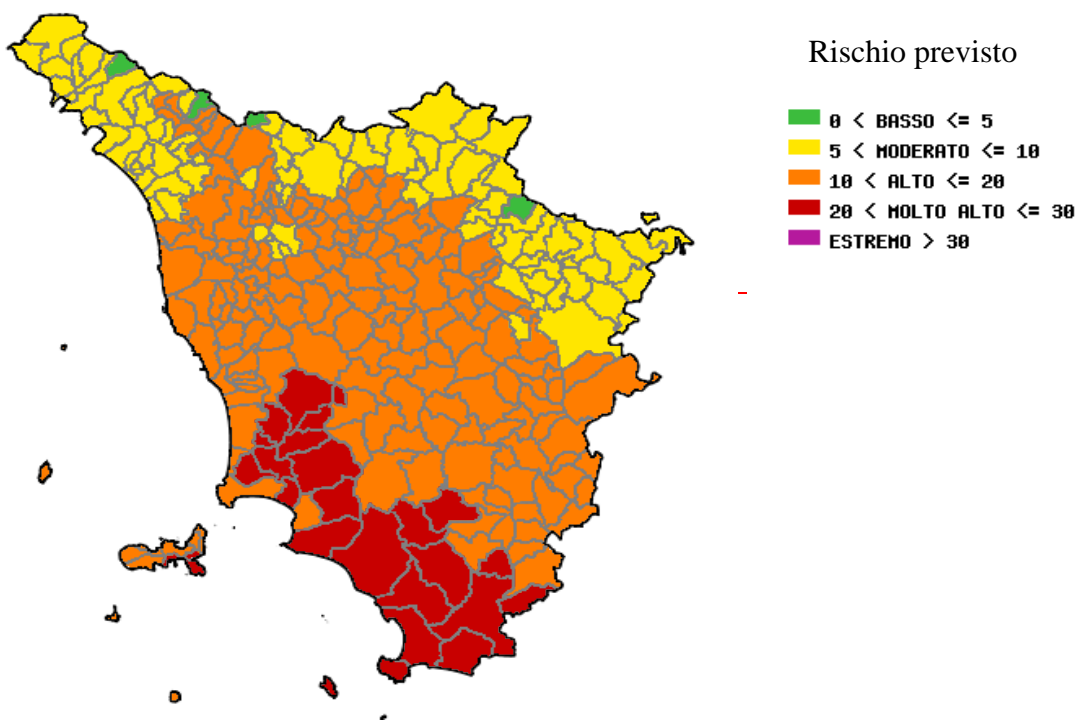 Rischio previsto
0 < BASSO <= 5
5 < MODERATO <= 10
10 < ALTO <= 20
20 < MOLTO ALTO <= 30
ESTREMO > 30